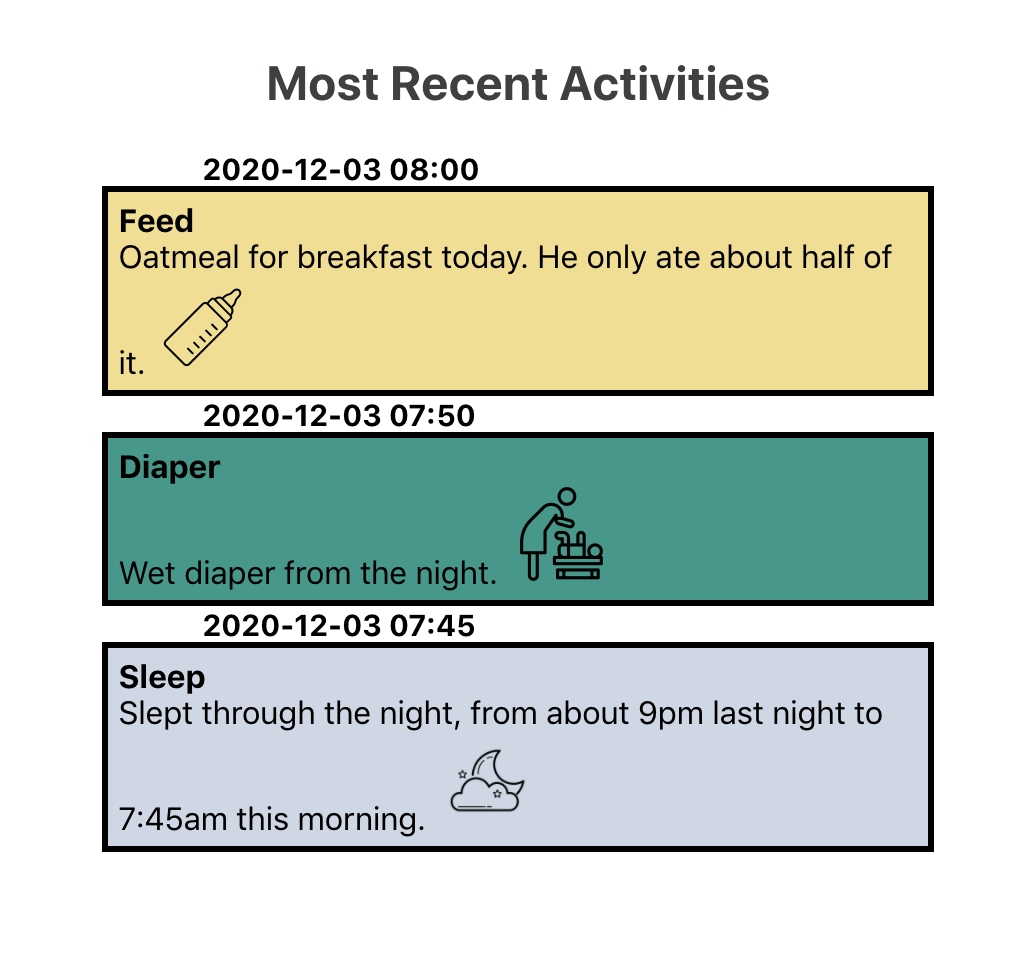 Most Recent Activities
2020-12-03 08:00
Feed
Oatmeal for breakfast today. He only ate about half of
it.
2020-12-03 07:50
Diaper
Wet diaper from the night.
2020-12-03 07:45
Sleep
Slept through the night, from about 9pm last night to
7:45am this morning.